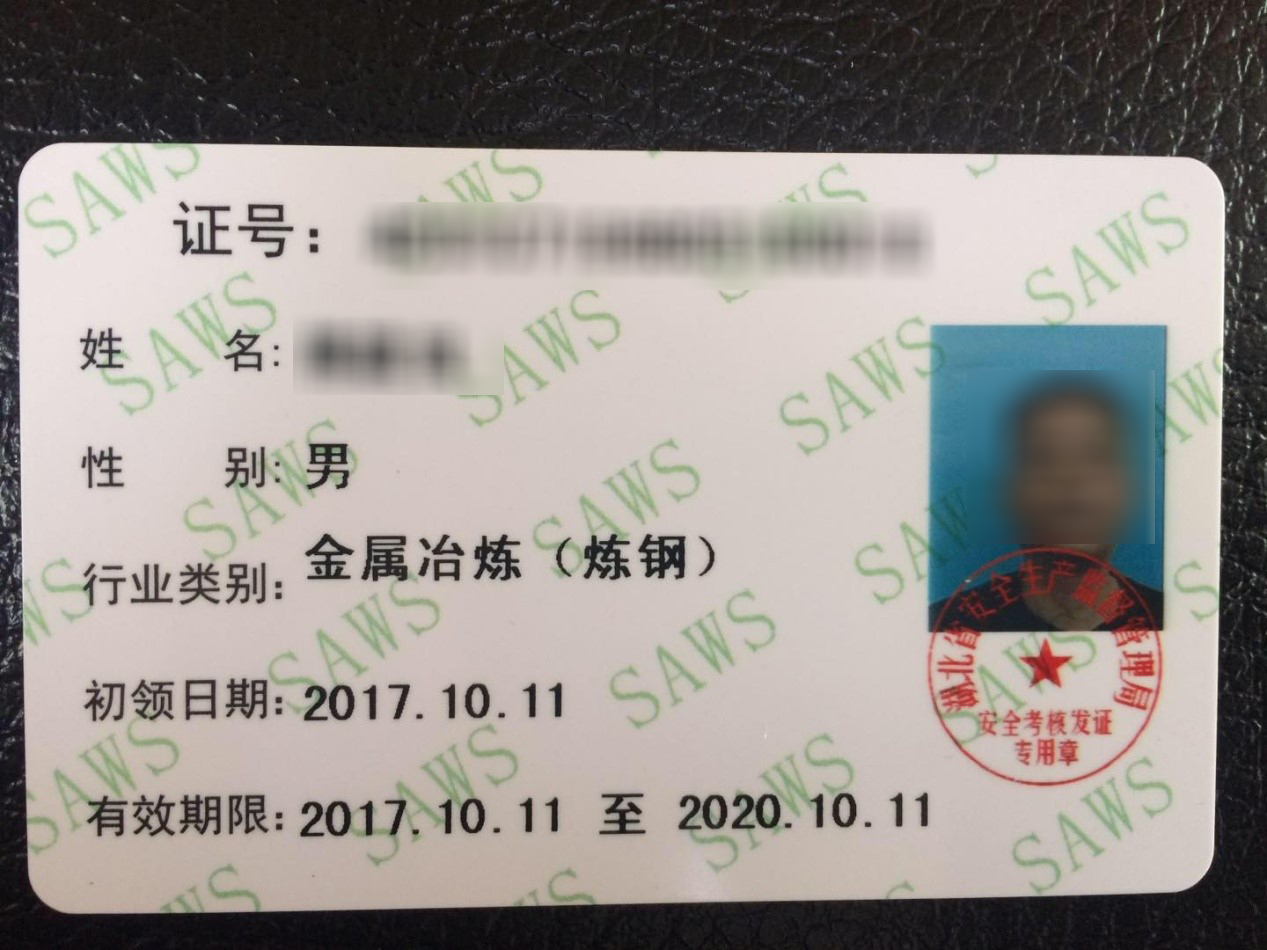 SAWS
证号：
姓 名:
性 别: 男
行业类别: 金属冶炼（炼钢）
初领日期: 2017.10.11
有效期限: 2017.10.11 至 2020.10.11
湖北省安全生产监督管理局
安全考核发证
专用章